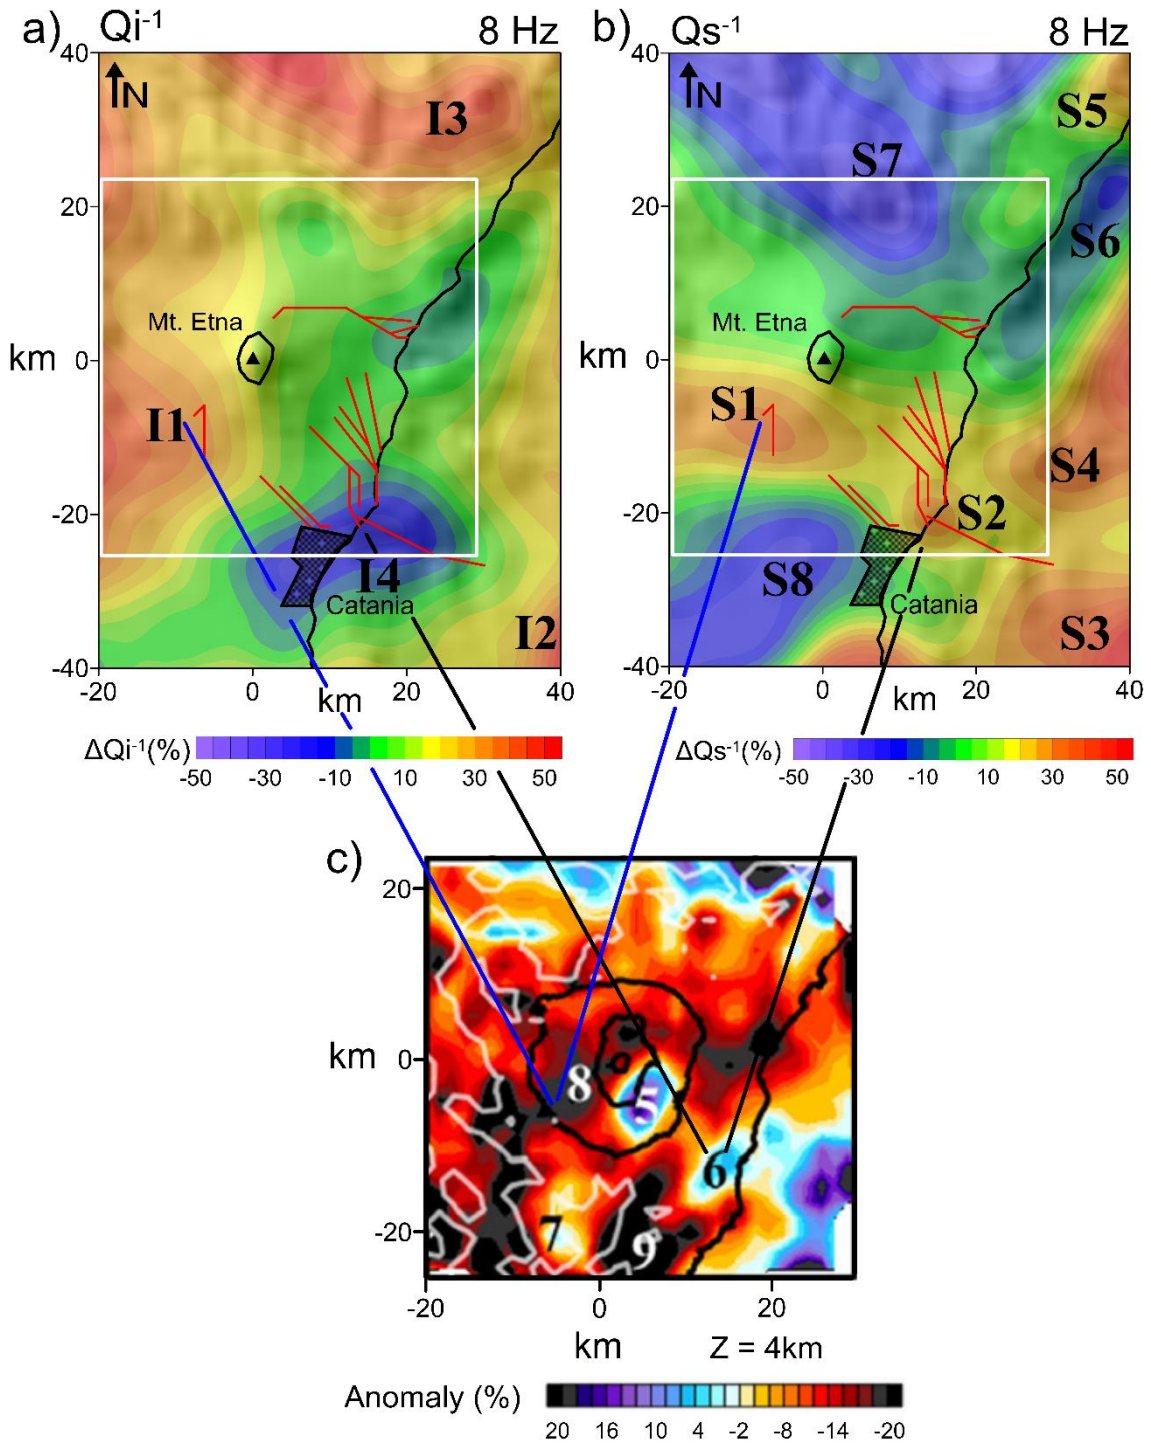 a) Qi⁻¹ 8 Hz
b) Qs⁻¹ 8 Hz
40
N
I3
20
Mt. Etna
km
0
I1
-20
I4
Catania
I2
-40
-20 0 20 40
km
ΔQi⁻¹(%)
-50 -30 -10 10 30 50
40
N
S5
S7
20
S6
Mt. Etna
0
S1
S4
-20
S2
S8
Catania
S3
-40
-20 0 20 40
km
ΔQs⁻¹(%)
-50 -30 -10 10 30 50
c)
20
km
0
8
5
6
-20
7
9
-20 0 20
km
Z = 4km
Anomaly (%)
20 16 10 4 -2 -8 -14 -20